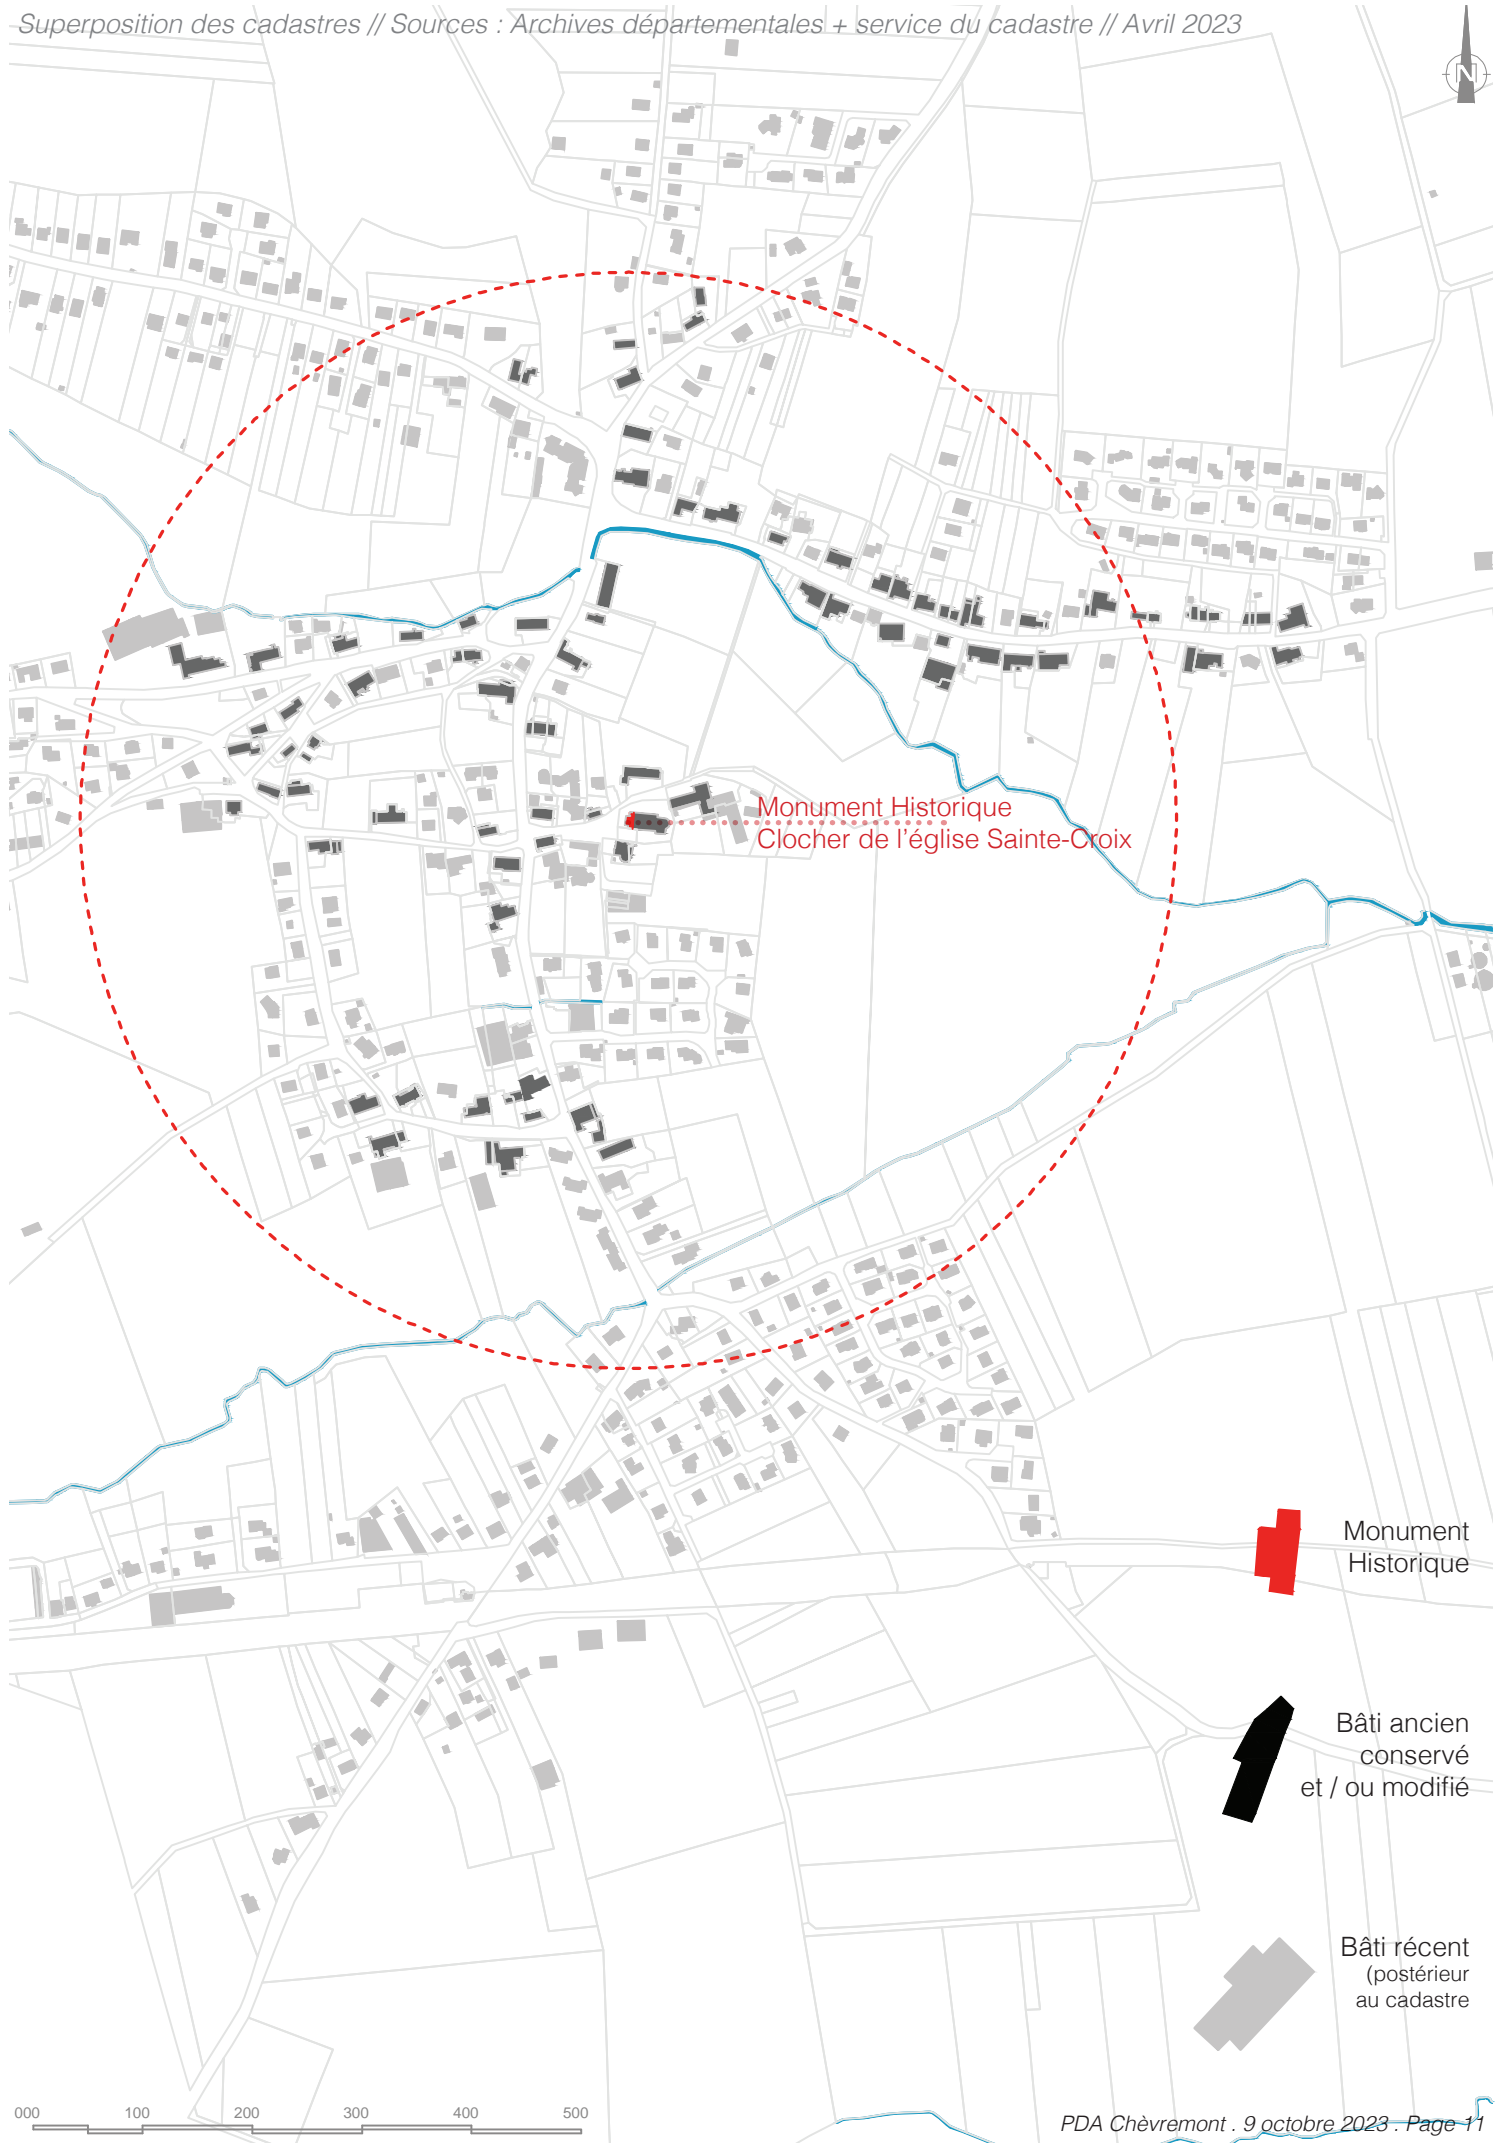 Superposition des cadastres // Sources : Archives départementales + service du cadastre // Avril 2023
N
Monument Historique
Clocher de l'église Sainte-Croix
Monument
Historique
Bâti ancien
conservé
et / ou modifié
Bâti récent
(postérieur
au cadastre
000 100 200 300 400 500
PDA Chèvremont . 9 octobre 2023 . Page 11